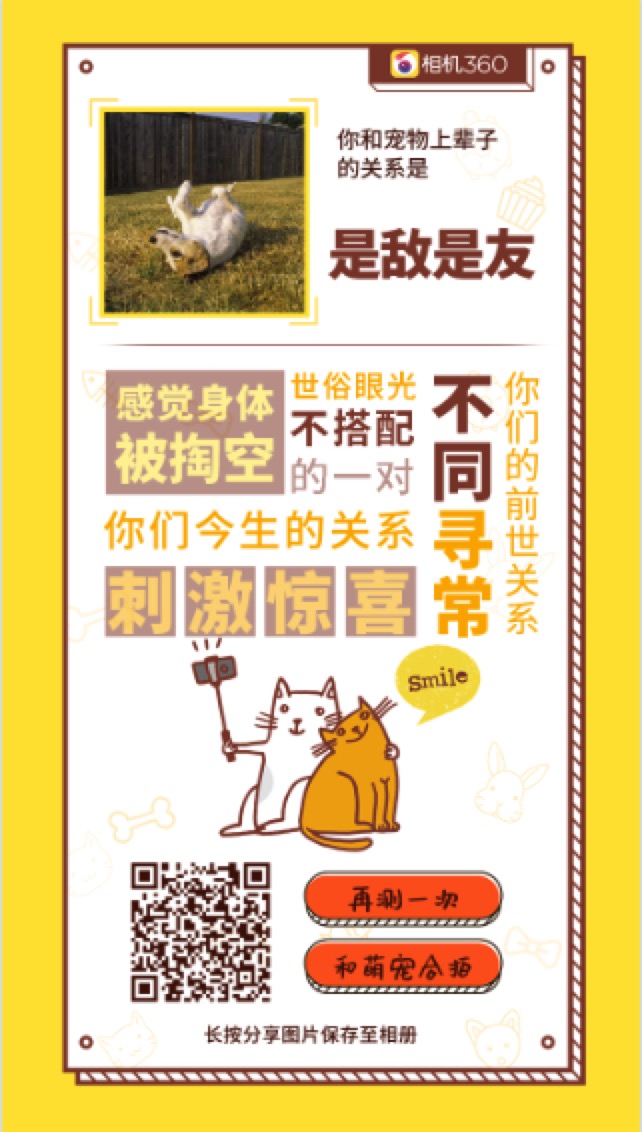 相机360
你和宠物上辈子
的关系是
是敌是友
感觉身体
被掏空
世俗眼光
不搭配
的一对
你们今生的关系
刺激惊喜
不同寻常
你们的前世关系
smile
再测一次
和萌宠合拍
长按分享图片保存至相册